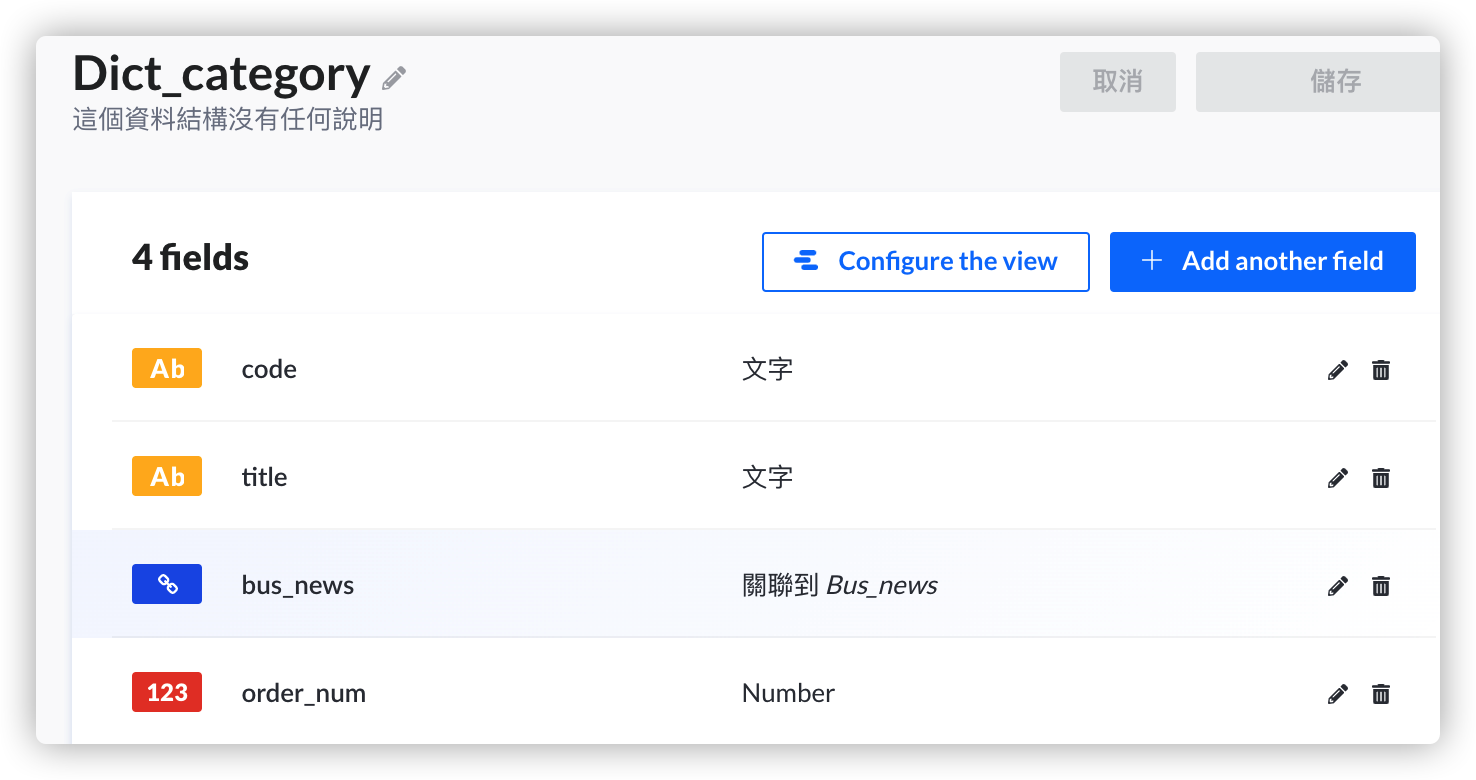 Dict_category
取消
儲存
這個資料結構沒有任何說明
4 fields
Configure the view
Add another field
Ab code 文字
Ab title 文字
bus_news 關聯到 Bus_news
123 order_num Number